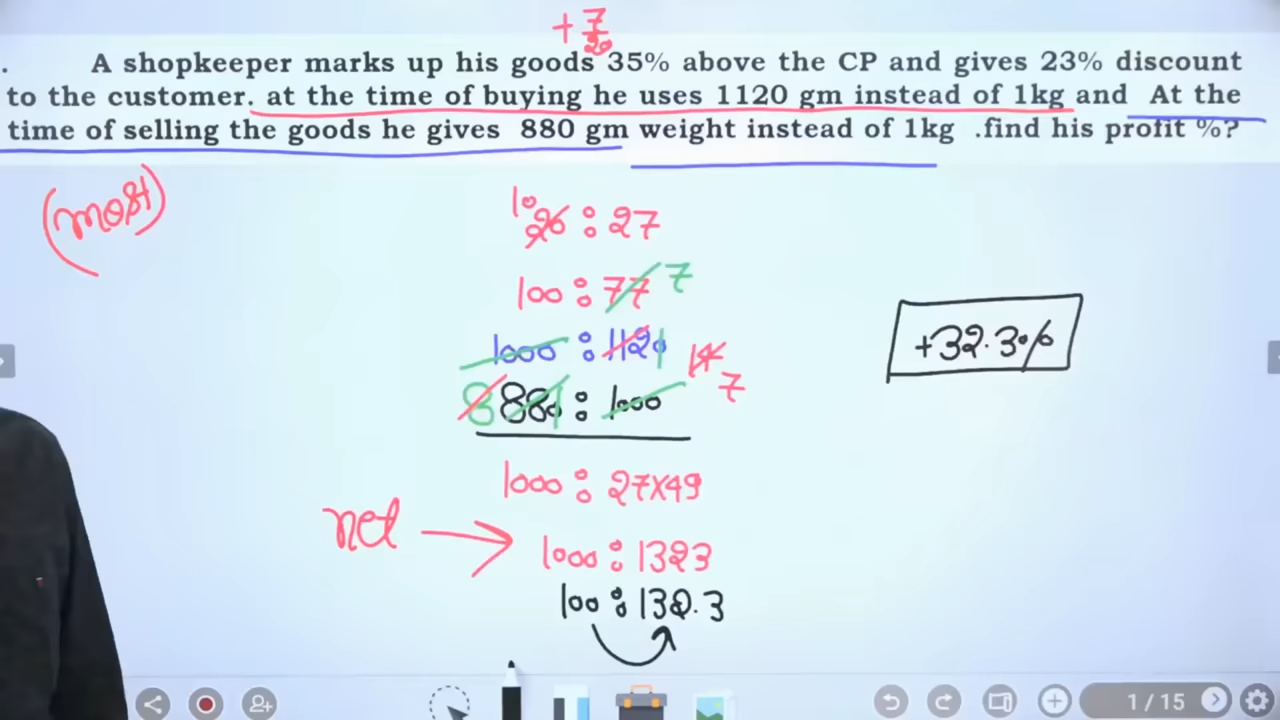 + 7/20
. A shopkeeper marks up his goods 35% above the CP and gives 23% discount
to the customer. at the time of buying he uses 1120 gm instead of 1kg and At the
time of selling the goods he gives 880 gm weight instead of 1kg .find his profit %?
(most)
10 20 : 27
100 : 77 7
1000 : 1120 14 7
8 880 : 1000
+32.3%
1000 : 27×49
net → 1000 : 1323
100 : 132.3
1 / 15